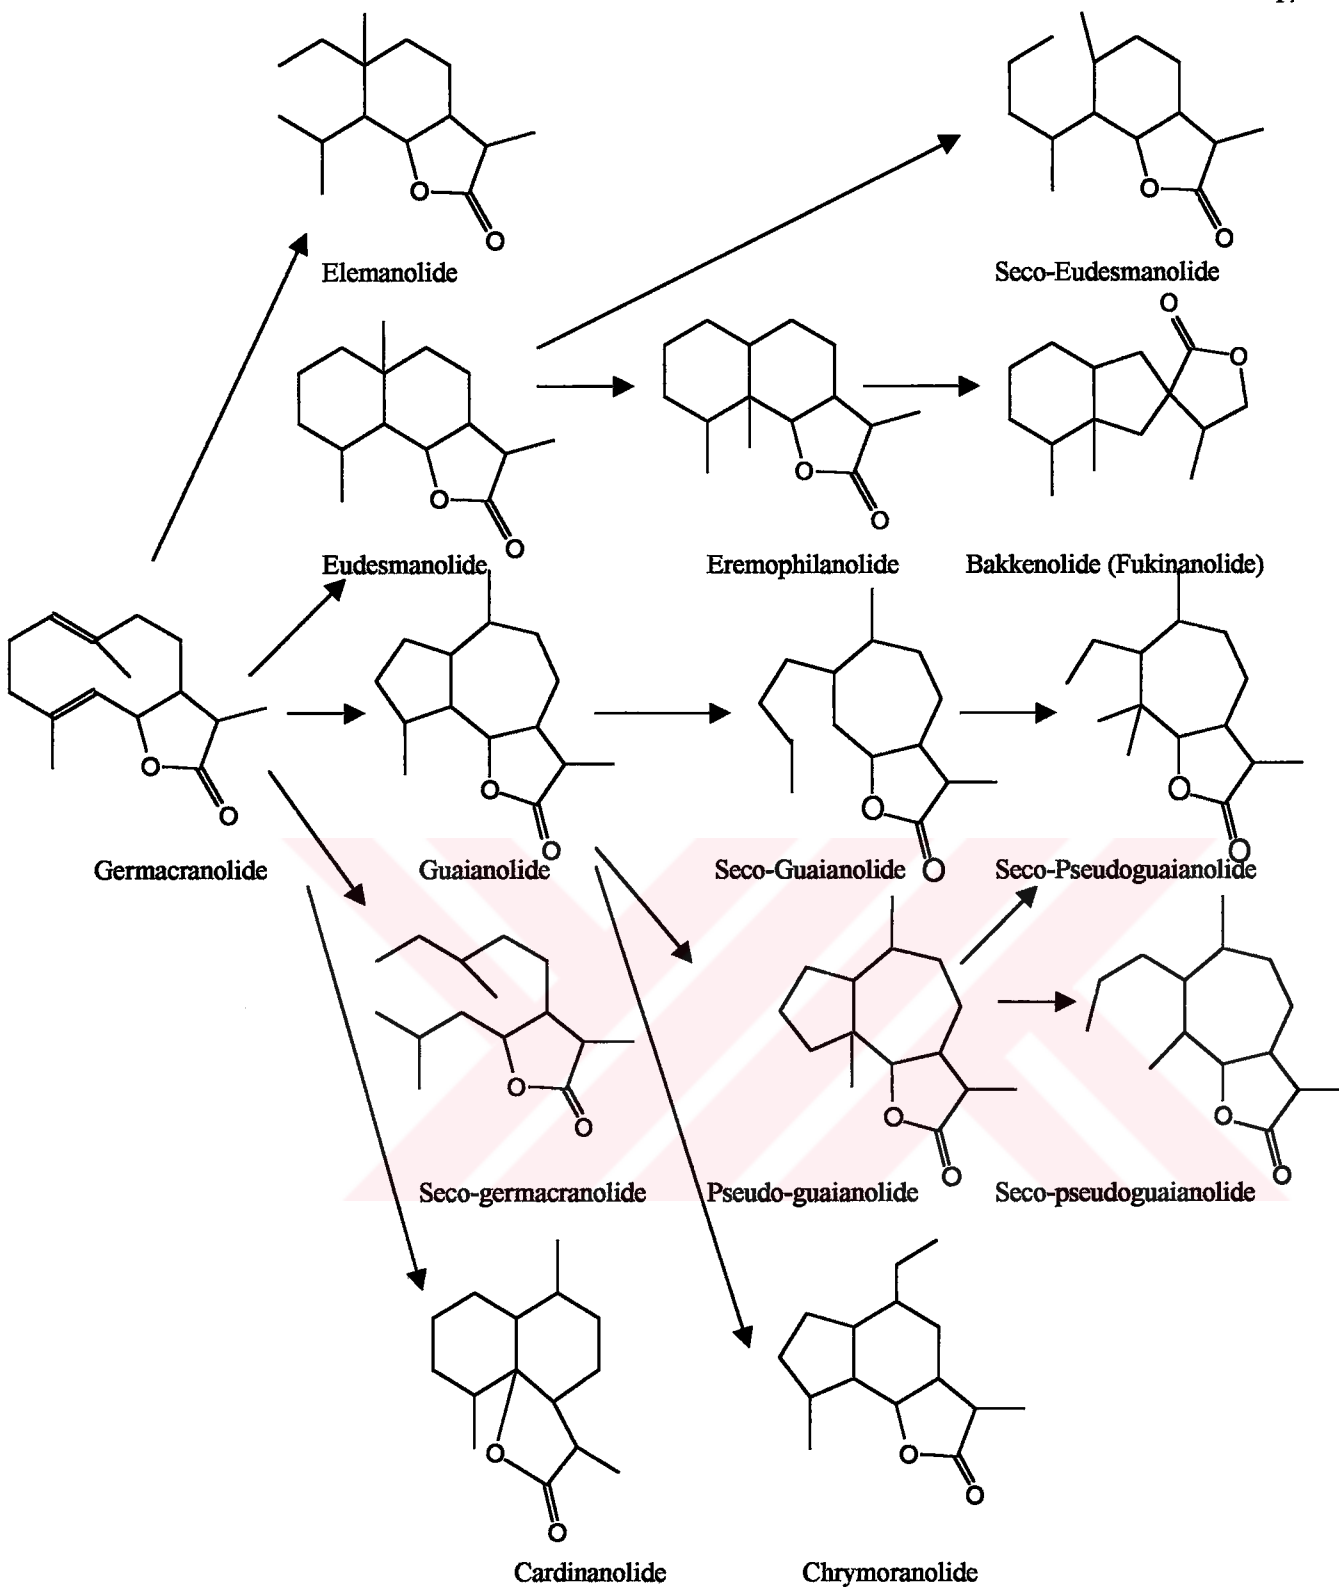 O
O
Elemanolide
O
O
Seco-Eudesmanolide
O
O
Eudesmanolide
O
O
Eremophilanolide
O
O
Bakkenolide (Fukinanolide)
O
O
Germacranolide
O
O
Guaianolide
O
O
Seco-Guaianolide
O
O
Seco-Pseudoguaianolide
O
O
Seco-germacranolide
O
O
Pseudo-guaianolide
O
O
Seco-pseudoguaianolide
O
O
Cardinanolide
O
O
Chrymoranolide